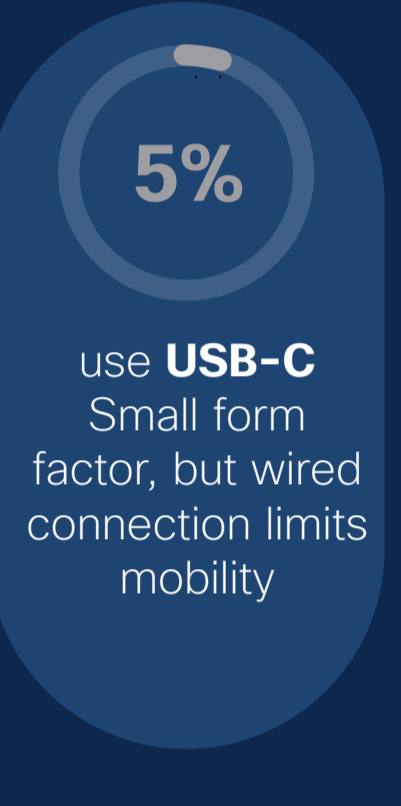 5%
use USB-C
Small form
factor, but wired
connection limits
mobility